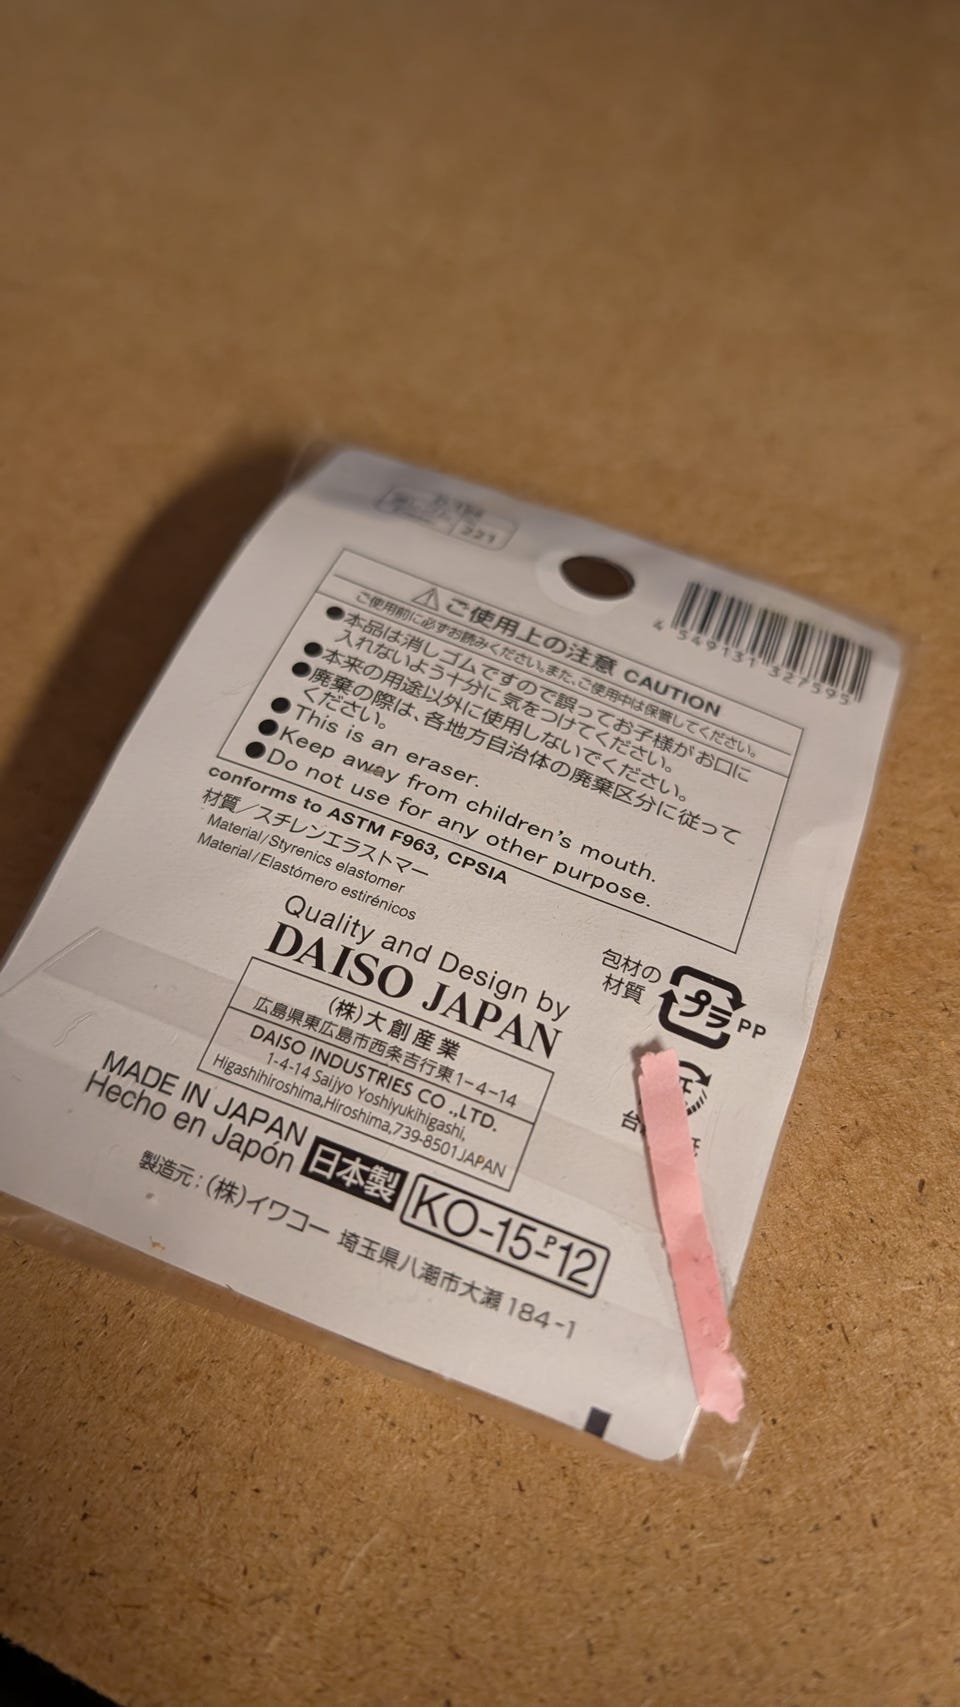 221
4 549131 327595
ご使用上の注意 CAUTION
ご使用前に必ずお読みください。また、ご使用中は保管してください。
●本品は消しゴムですので誤ってお子様がお口に
入れないよう十分に気をつけてください。
●本来の用途以外に使用しないでください。
●廃棄の際は、各地方自治体の廃棄区分に従って
ください。
●This is an eraser.
●Keep away from children's mouth.
●Do not use for any other purpose.
conforms to ASTM F963, CPSIA
材質／スチレンエラストマー
Material/Styrenics elastomer
Material/Elastómero estirénicos
Quality and Design by
DAISO JAPAN
包材の
材質
プラ PP
(株)大創産業
広島県東広島市西条吉行東1-4-14
DAISO INDUSTRIES CO.,LTD.
1-4-14 Saijyo Yoshiyukihigashi,
Higashihiroshima,Hiroshima,739-8501JAPAN
台
MADE IN JAPAN
Hecho en Japón
日本製
KO-15-P-12
製造元：(株)イワコー 埼玉県八潮市大瀬184-1